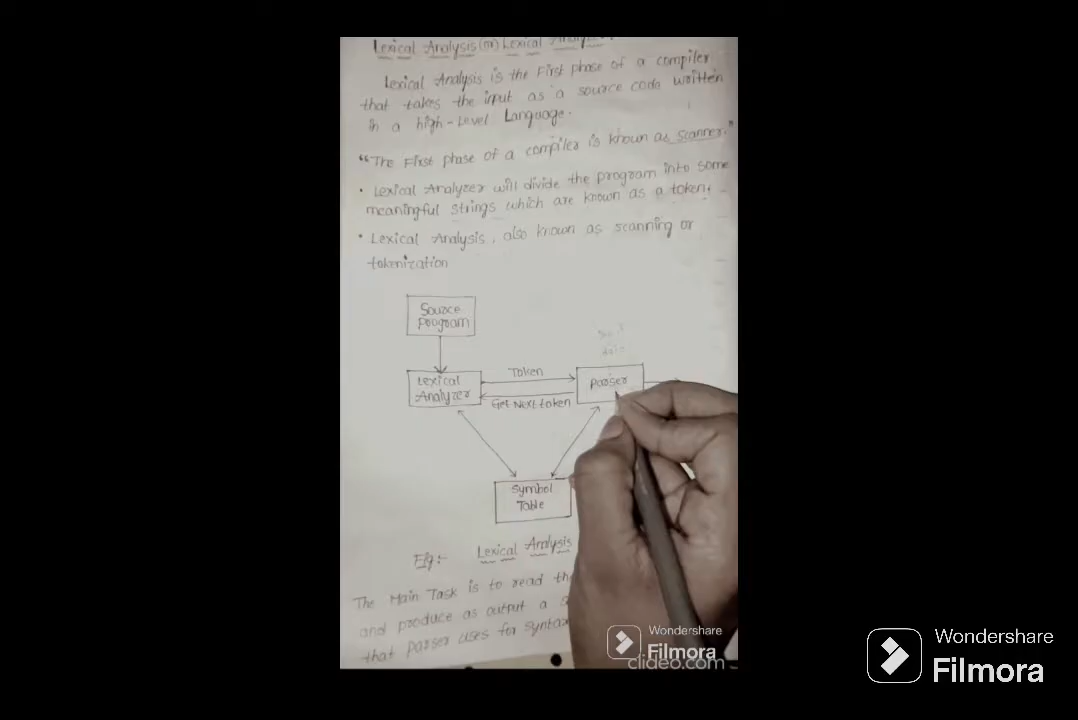 Lexical Analysis (or) Lexical
Lexical Analysis is the First phase of a compiler
that takes the input as a source code written
in a high-Level Language.
"The First phase of a compiler is known as scanner."
• Lexical Analyzer will divide the program into some
meaningful strings which are known as a token.
• Lexical Analysis, also known as scanning or
tokenization
Source
program
Lexical
Analyzer
Token
Get Next token
Parser
Symbol
Table
Fig:- Lexical Analysis
The Main Task is to read the
and produce as output a
that parser uses for syntax
Wondershare
Filmora
clideo.com
Wondershare
Filmora